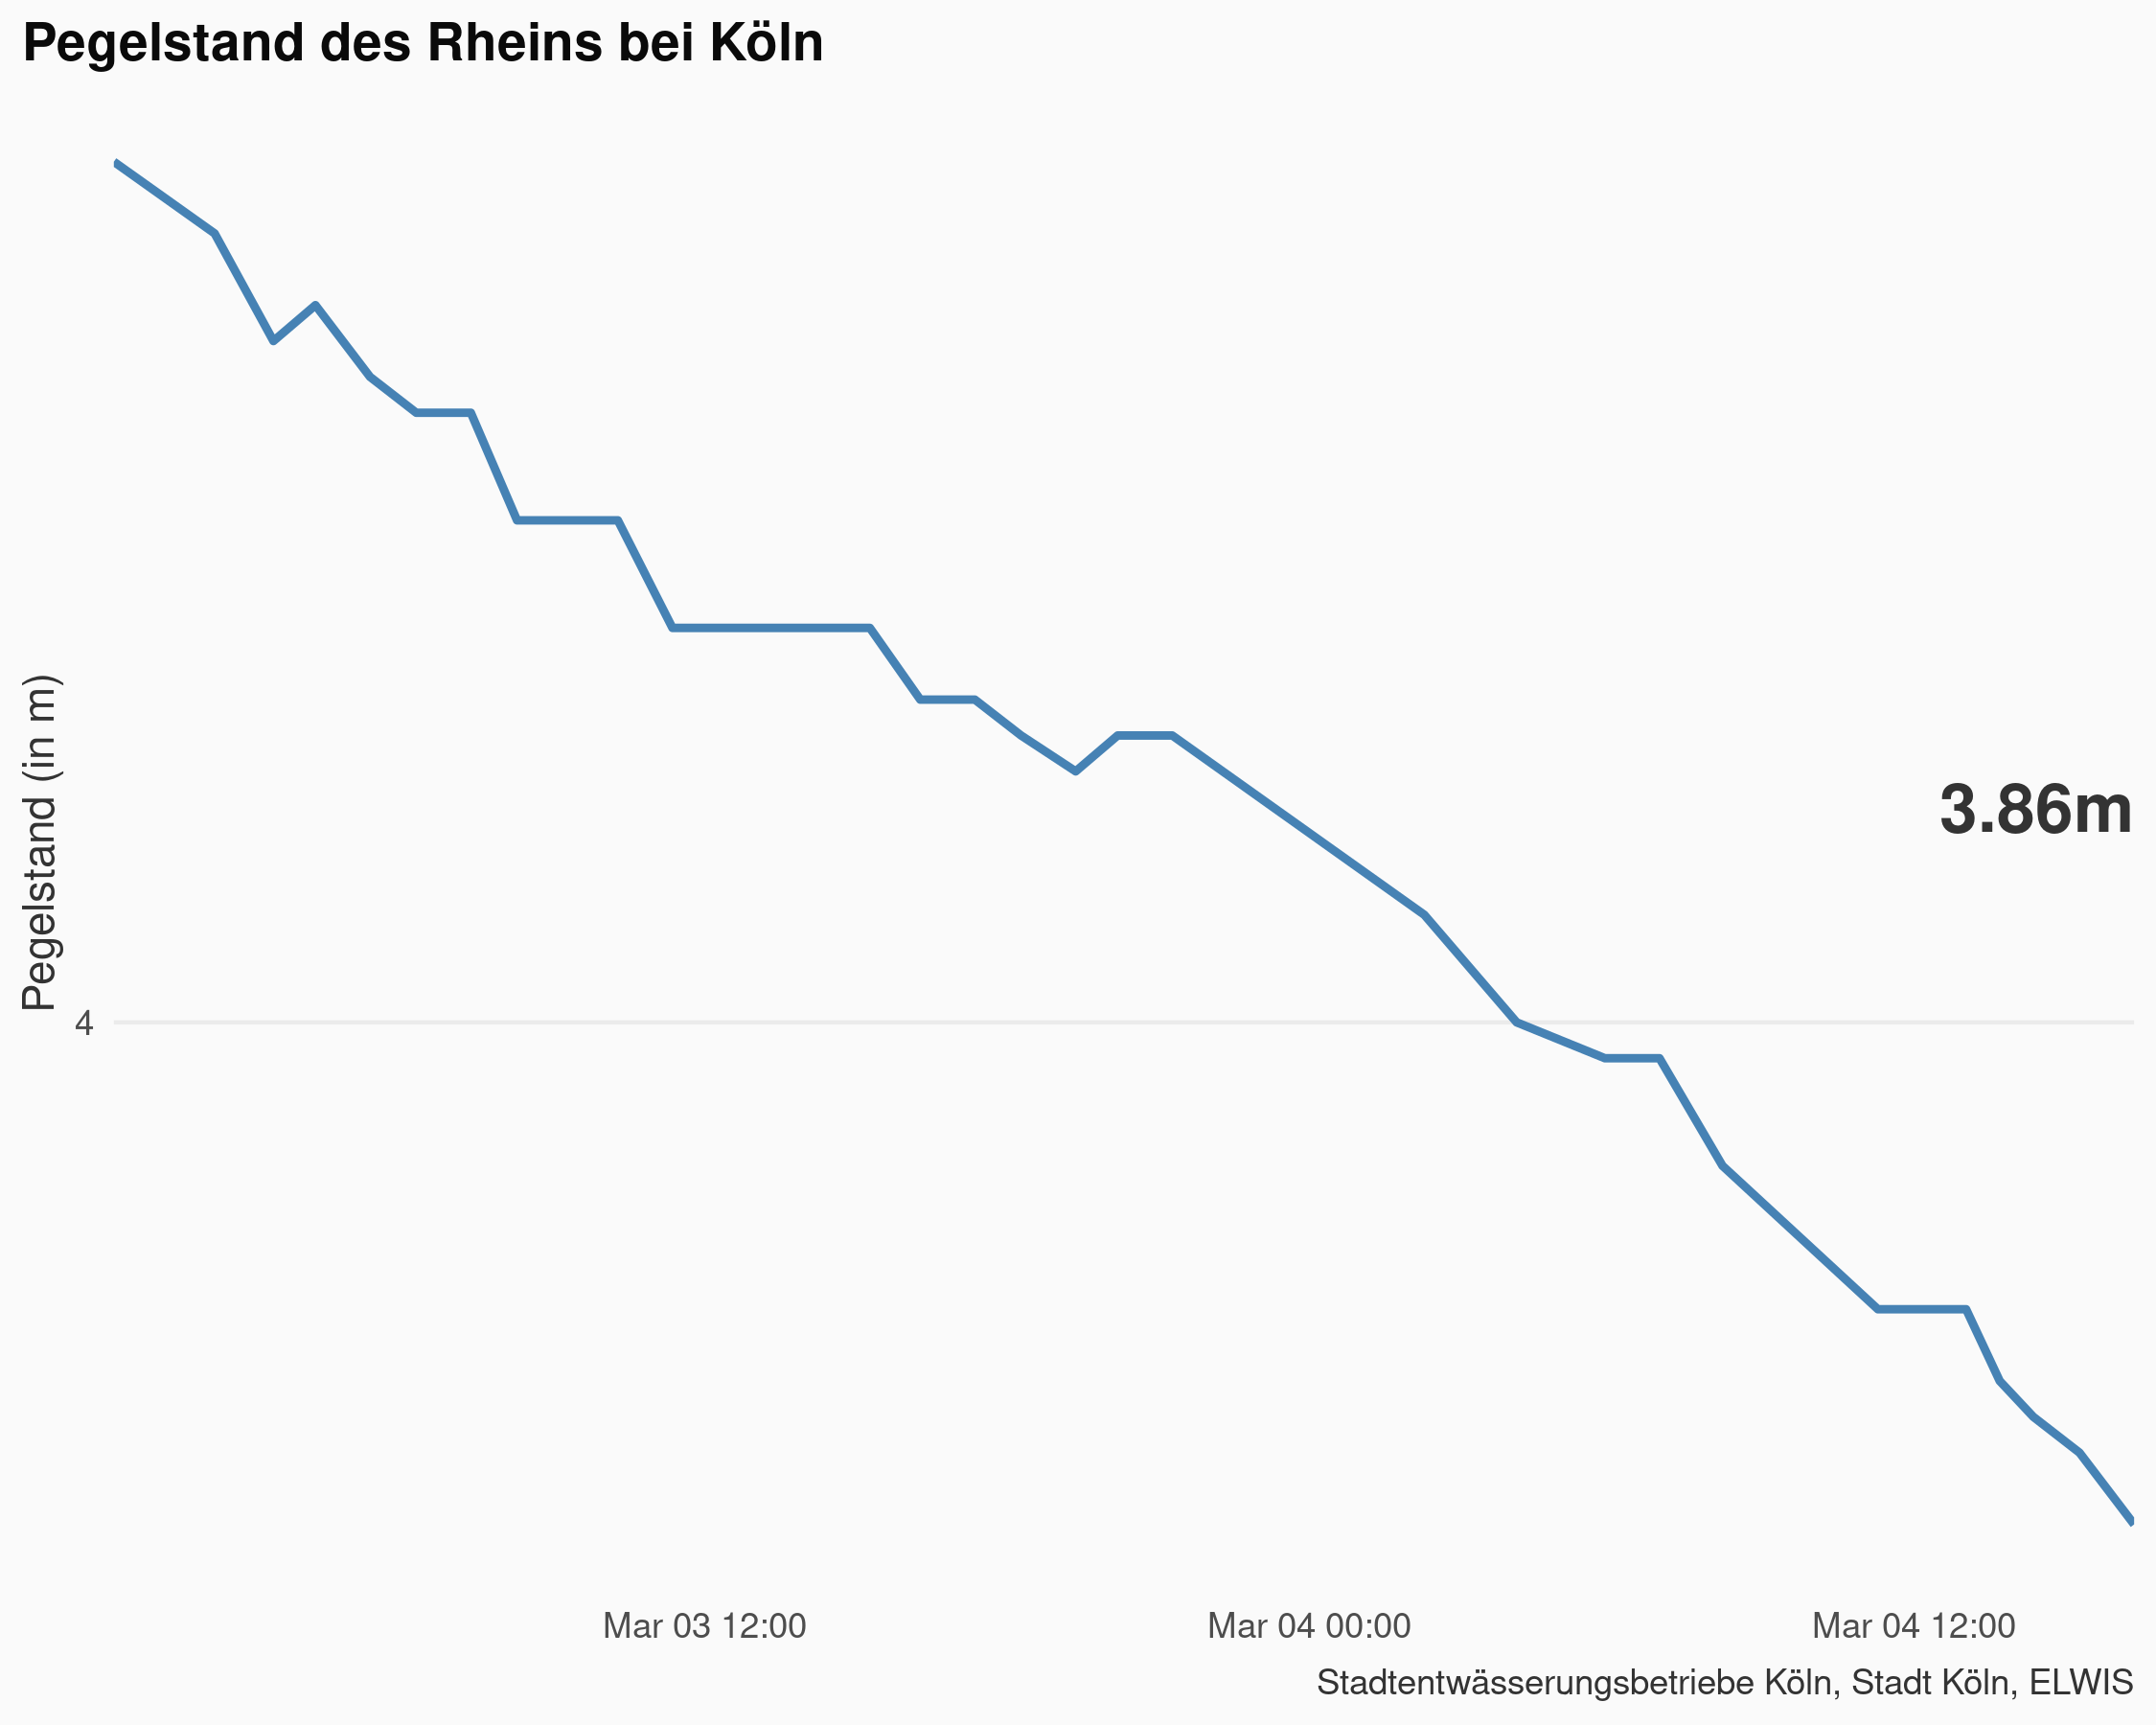 Pegelstand des Rheins bei Köln
Pegelstand (in m)
3.86m
4
Mar 03 12:00
Mar 04 00:00
Mar 04 12:00
Stadtentwässerungsbetriebe Köln, Stadt Köln, ELWIS